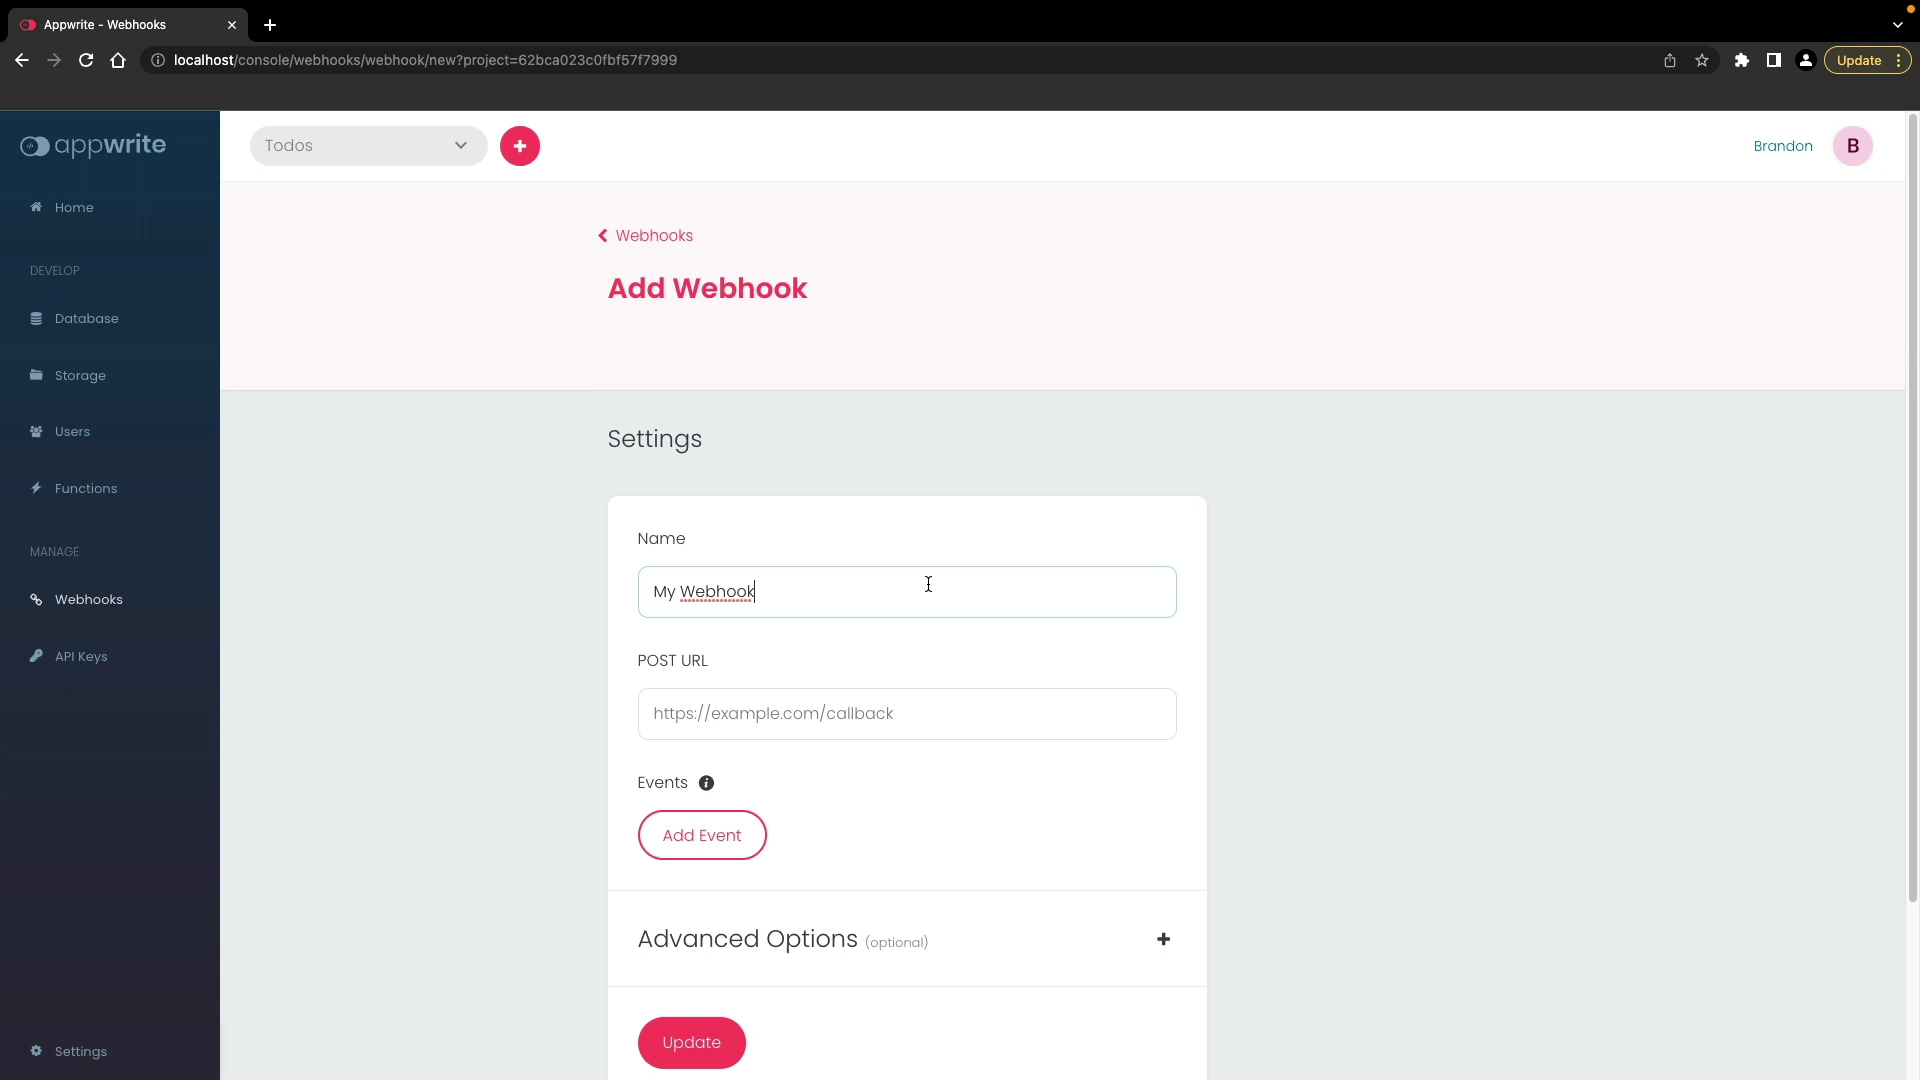 Appwrite - Webhooks
localhost/console/webhooks/webhook/new?project=62bca023c0fbf57f7999
Update
appwrite
Todos
Brandon
B
Home
Webhooks
Add Webhook
DEVELOP
Database
Storage
Users
Functions
MANAGE
Webhooks
API Keys
Settings
Settings
Name
My Webhook
POST URL
https://example.com/callback
Events
Add Event
Advanced Options (optional)
Update